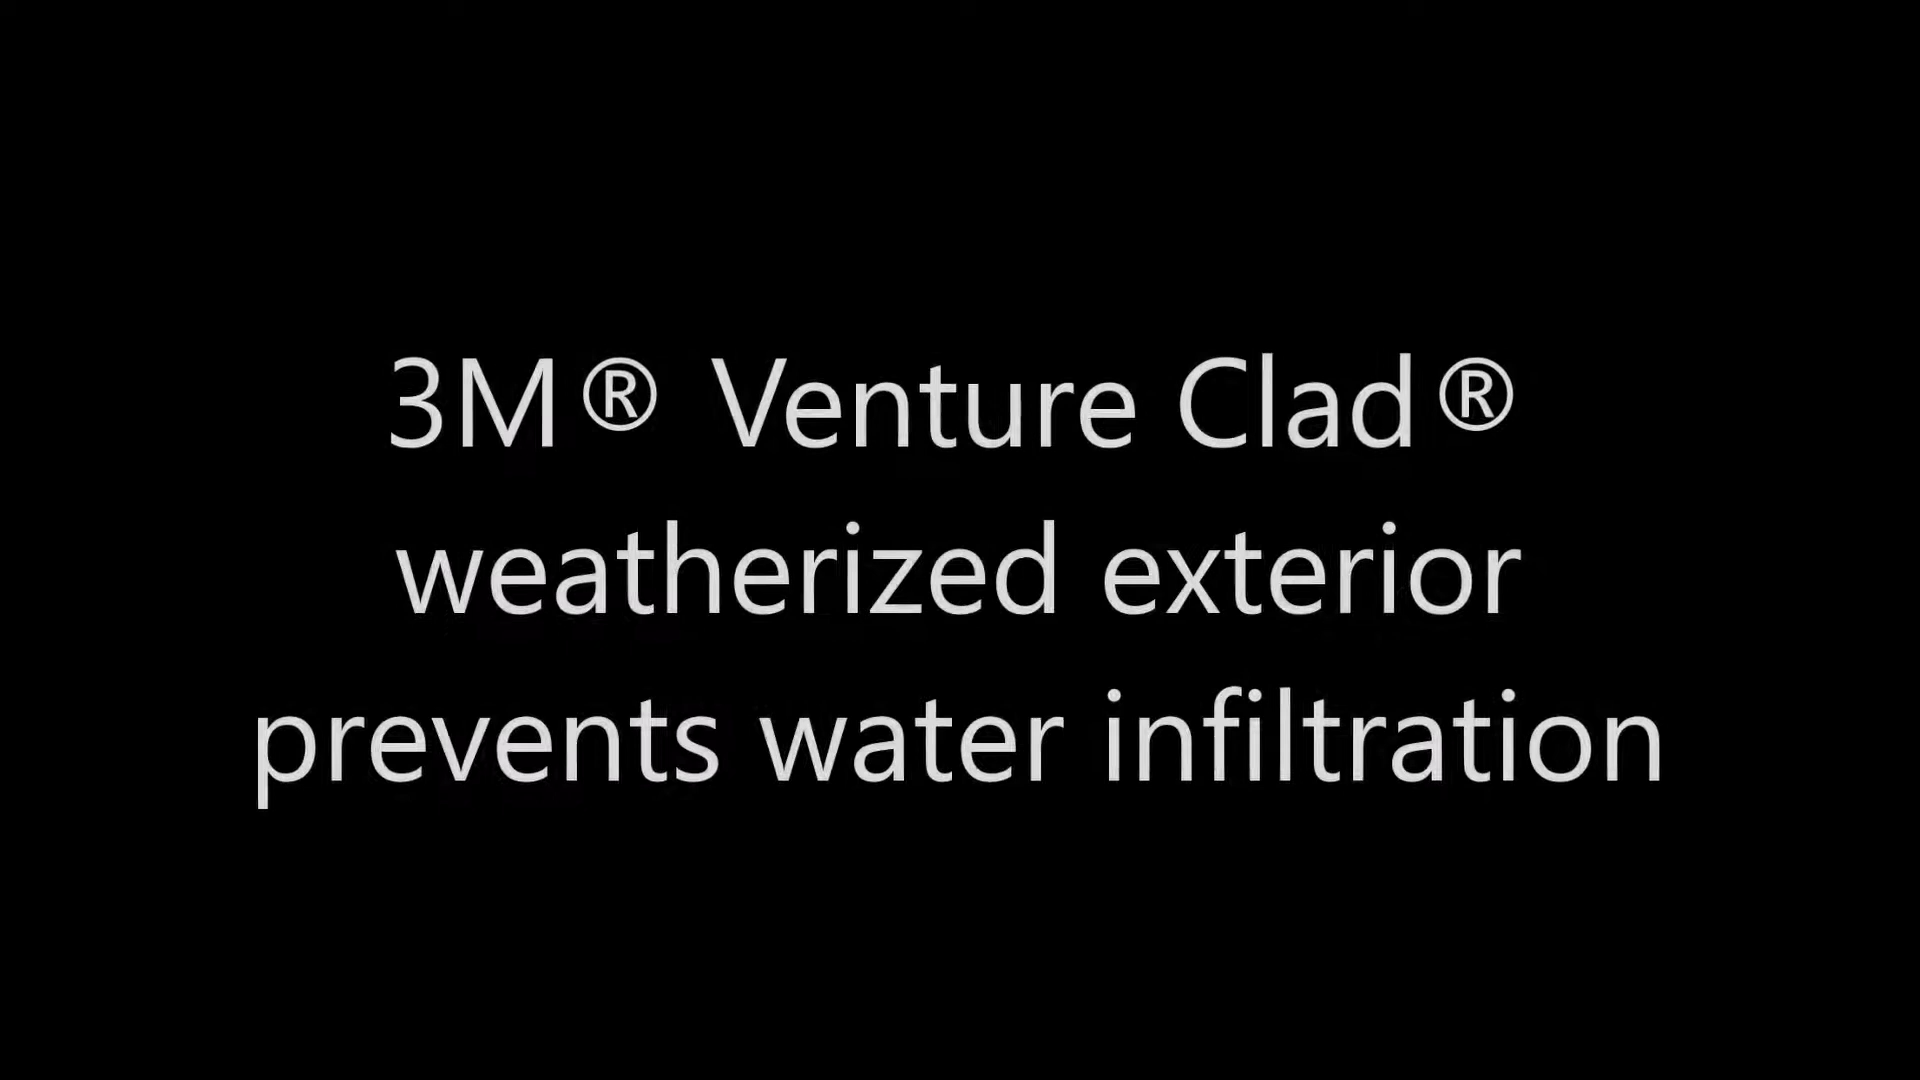 3M® Venture Clad®
weatherized exterior
prevents water infiltration